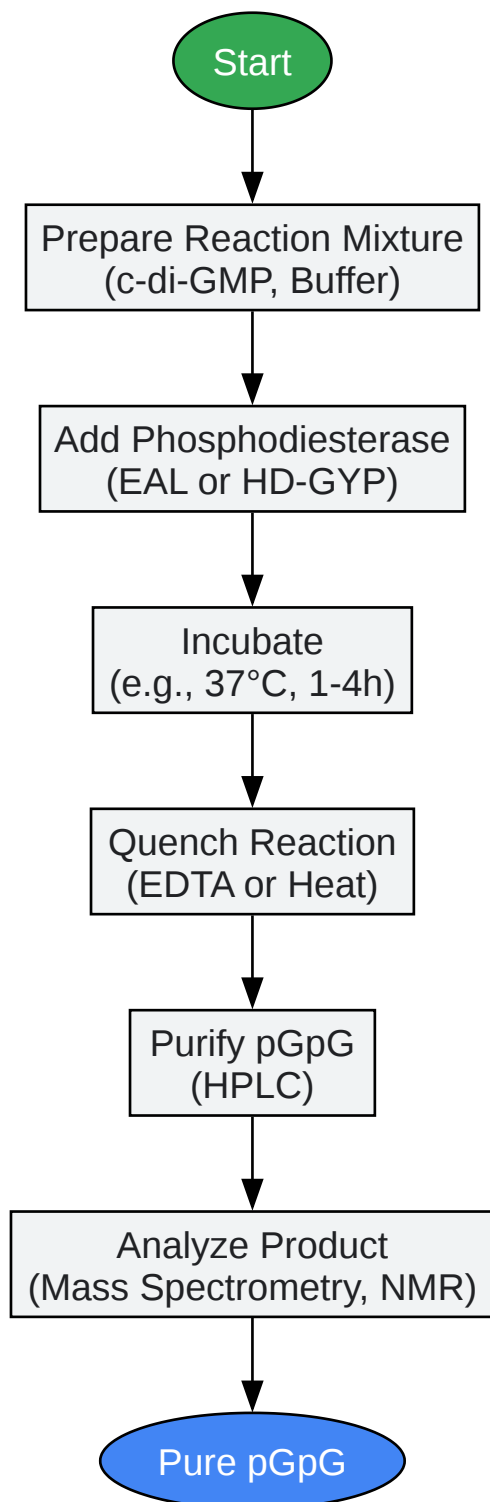 Start
Prepare Reaction Mixture
(c-di-GMP, Buffer)
Add Phosphodiesterase
(EAL or HD-GYP)
Incubate
(e.g., 37°C, 1-4h)
Quench Reaction
(EDTA or Heat)
Purify pGpG
(HPLC)
Analyze Product
(Mass Spectrometry, NMR)
Pure pGpG